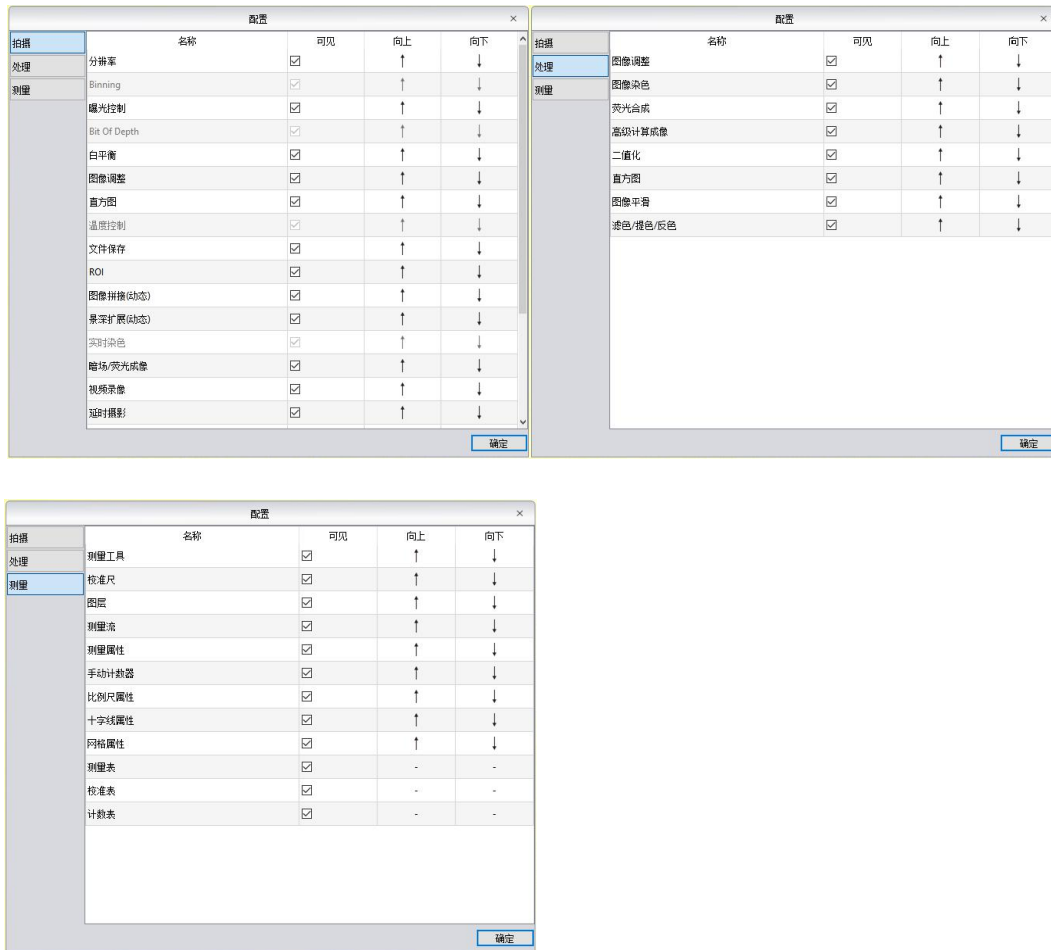 配置 ×
拍摄
处理
测量
名称 可见 向上 向下
分辨率 ↑ ↓
Binning ↑ ↓
曝光控制 ↑ ↓
Bit Of Depth ↑ ↓
白平衡 ↑ ↓
图像调整 ↑ ↓
直方图 ↑ ↓
温度控制 ↑ ↓
文件保存 ↑ ↓
ROI ↑ ↓
图像拼接(动态) ↑ ↓
景深扩展(动态) ↑ ↓
实时染色 ↑ ↓
暗场/荧光成像 ↑ ↓
视频录像 ↑ ↓
延时摄影 ↑ ↓
确定
配置 ×
拍摄
处理
测量
名称 可见 向上 向下
图像调整 ↑ ↓
图像染色 ↑ ↓
荧光合成 ↑ ↓
高级计算成像 ↑ ↓
二值化 ↑ ↓
直方图 ↑ ↓
图像平滑 ↑ ↓
滤色/提色/反色 ↑ ↓
确定
配置 ×
拍摄
处理
测量
名称 可见 向上 向下
测量工具 ↑ ↓
校准尺 ↑ ↓
图层 ↑ ↓
测量流 ↑ ↓
测量属性 ↑ ↓
手动计数器 ↑ ↓
比例尺属性 ↑ ↓
十字线属性 ↑ ↓
网格属性 ↑ ↓
测量表 - -
校准表 - -
计数表 - -
确定